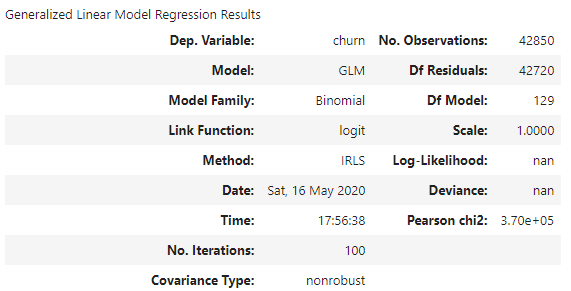 Generalized Linear Model Regression Results
Dep. Variable: churn No. Observations: 42850
Model: GLM Df Residuals: 42720
Model Family: Binomial Df Model: 129
Link Function: logit Scale: 1.0000
Method: IRLS Log-Likelihood: nan
Date: Sat, 16 May 2020 Deviance: nan
Time: 17:56:38 Pearson chi2: 3.70e+05
No. Iterations: 100
Covariance Type: nonrobust